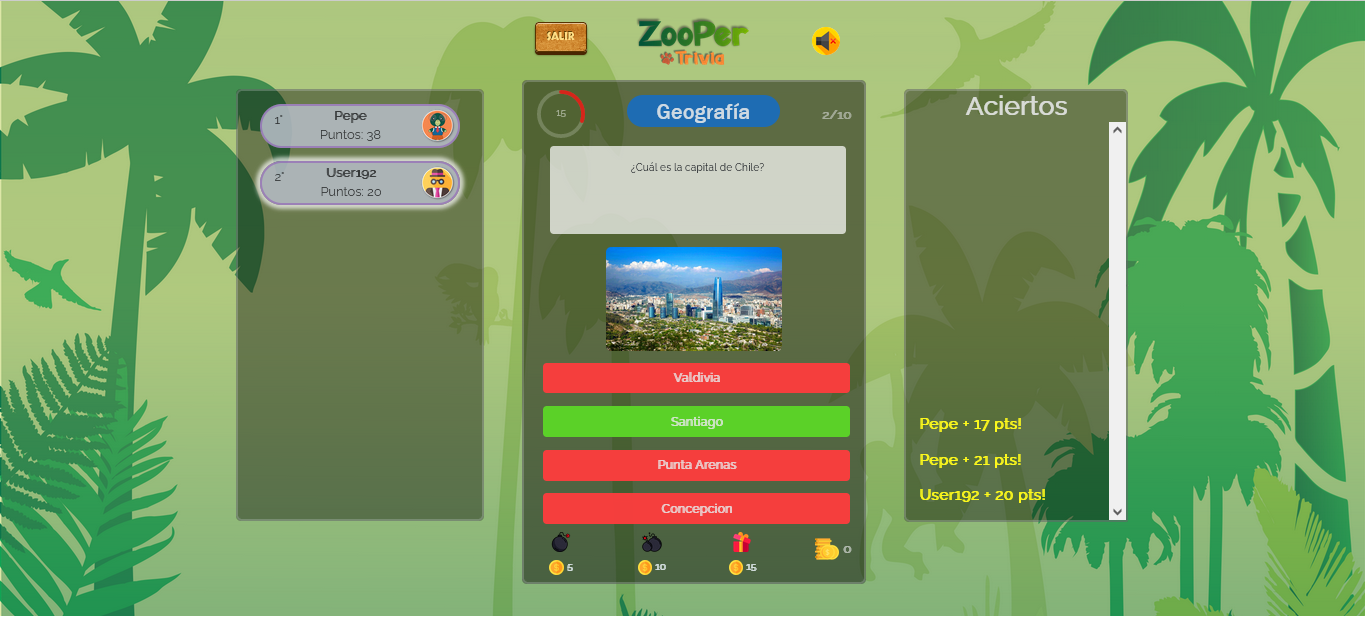 SALIR
ZooPer
Trivia
1°
Pepe
Puntos: 38
2°
User192
Puntos: 20
15
Geografía
2/10
¿Cuál es la capital de Chile?
Valdivia
Santiago
Punta Arenas
Concepcion
5
10
15
0
Aciertos
Pepe + 17 pts!
Pepe + 21 pts!
User192 + 20 pts!